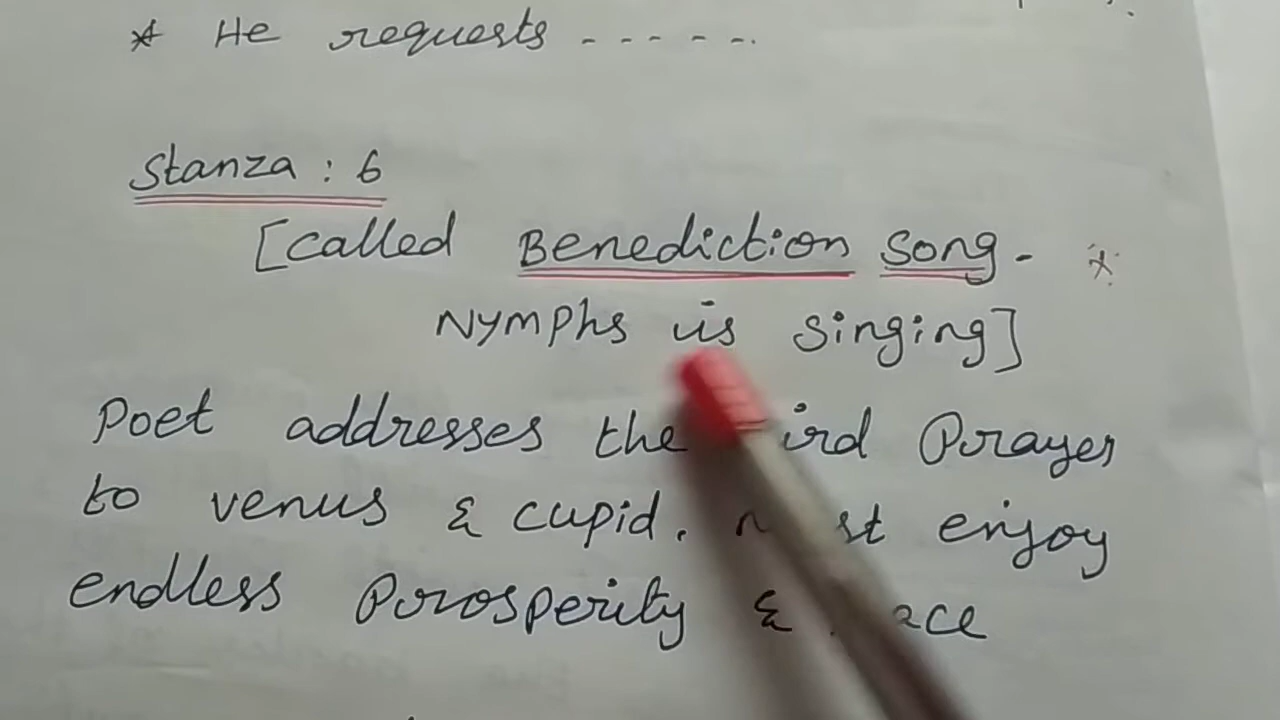 * He requests ------
Stanza : 6
[called Benediction song -
Nymphs is singing]
Poet addresses the Prayer
to venus & cupid. enjoy
endless Prosperity &